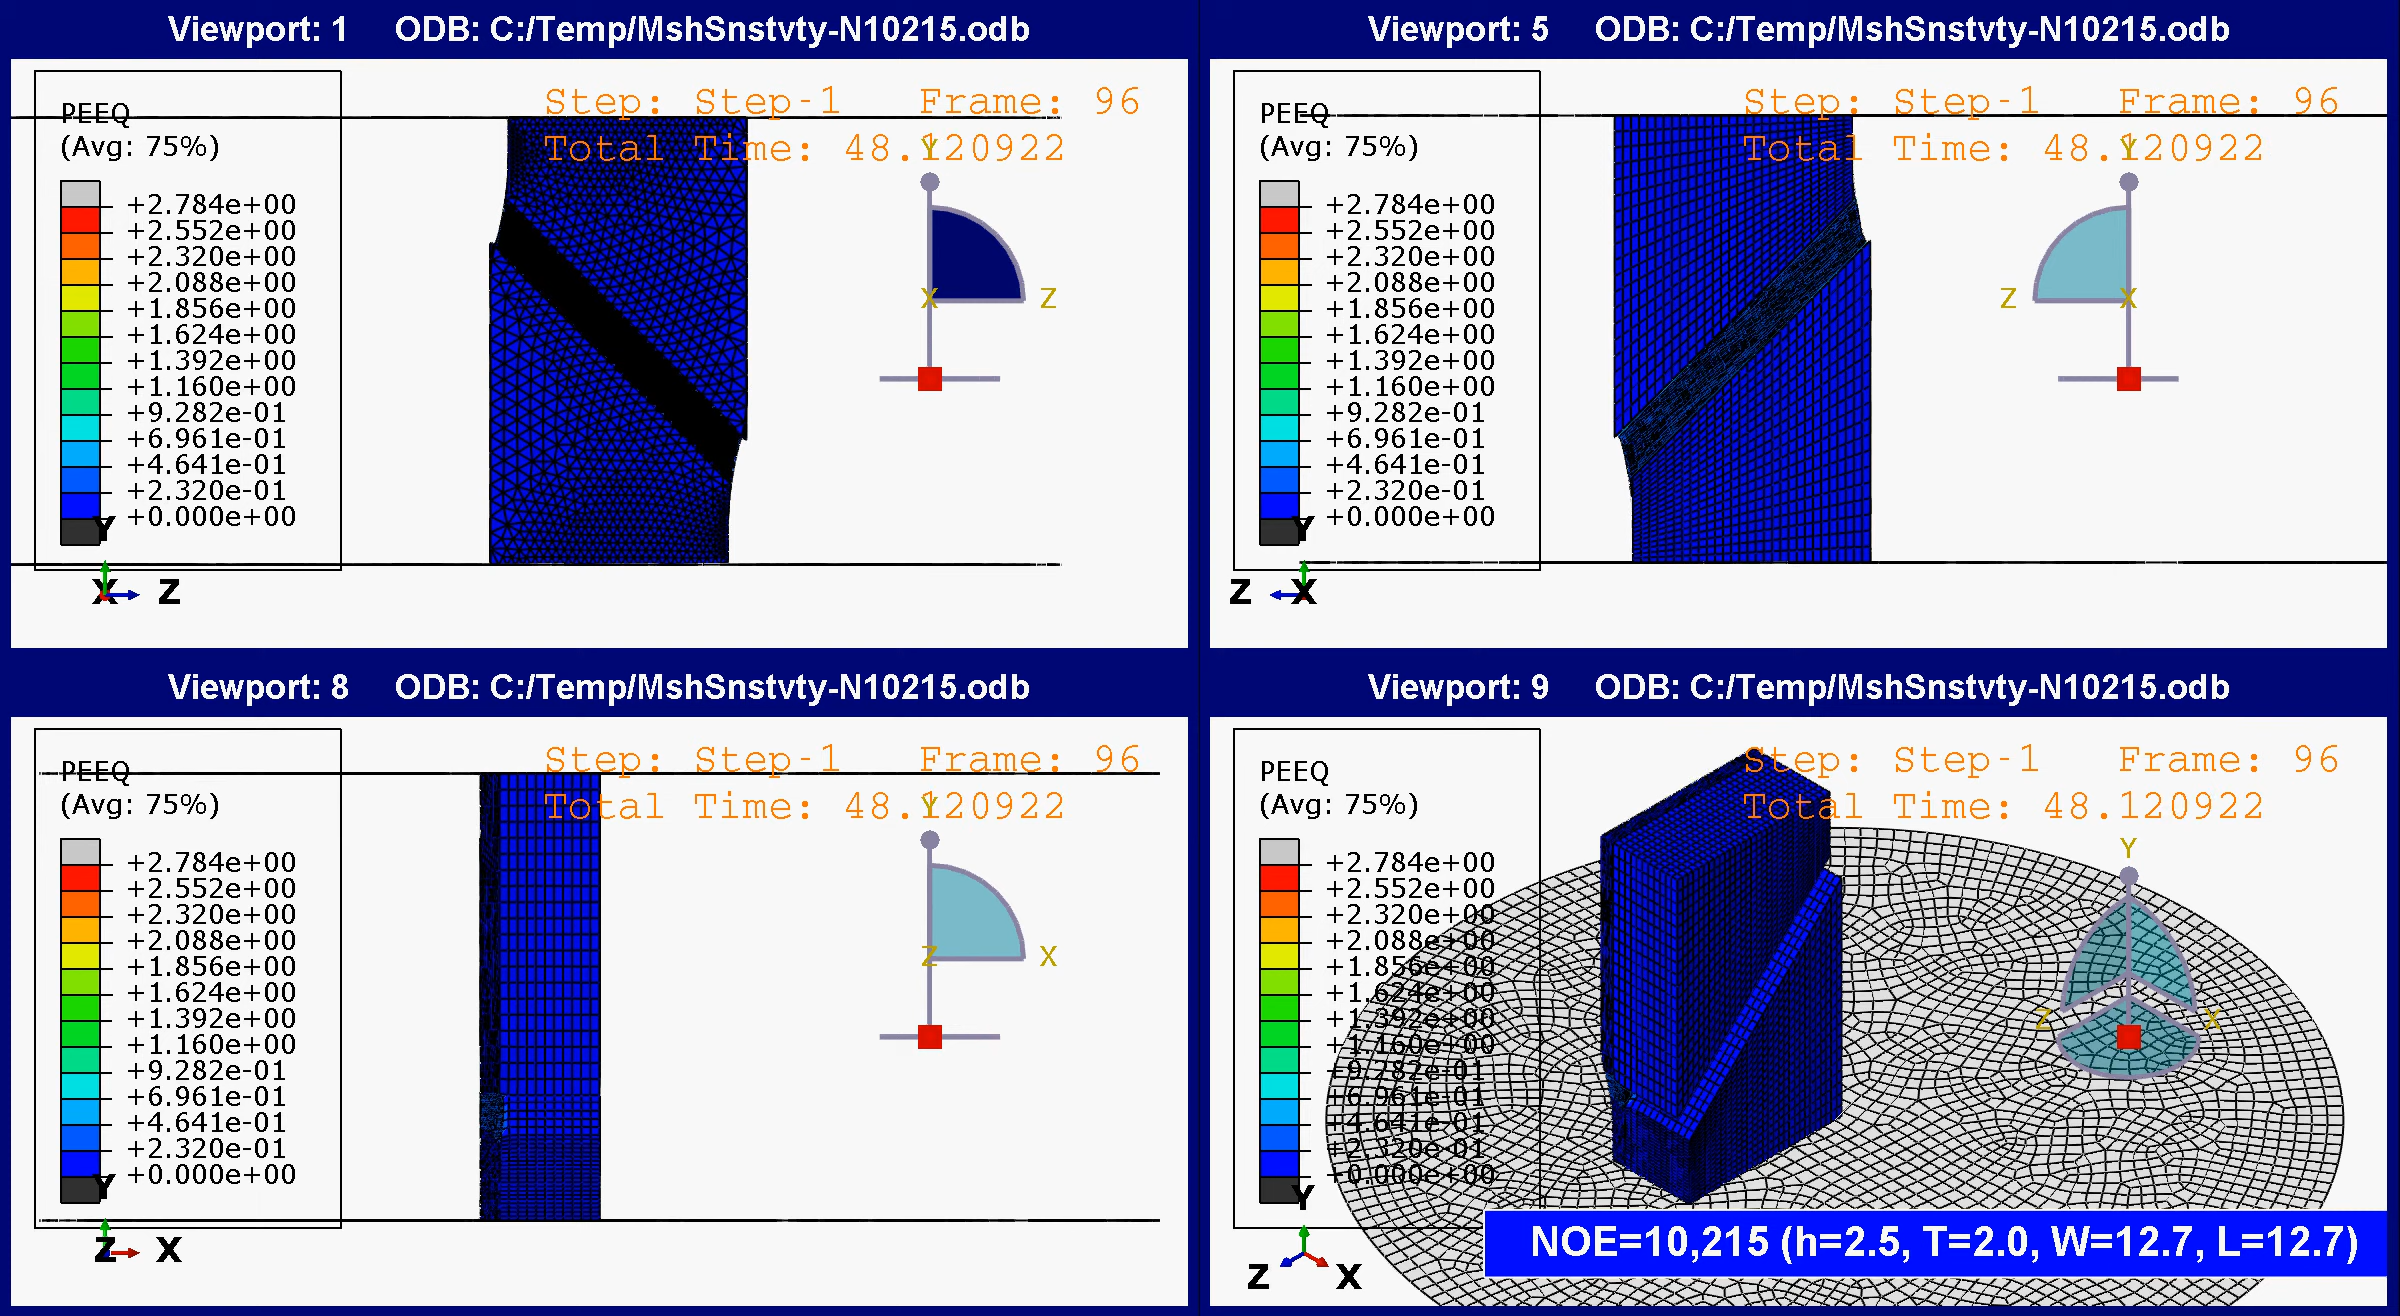 Viewport: 1 ODB: C:/Temp/MshSnstvty-N10215.odb
PEEQ
(Avg: 75%)
+2.784e+00
+2.552e+00
+2.320e+00
+2.088e+00
+1.856e+00
+1.624e+00
+1.392e+00
+1.160e+00
+9.282e-01
+6.961e-01
+4.641e-01
+2.320e-01
+0.000e+00
Step: Step-1 Frame: 96
Total Time: 48.120922
Y
X Z
Y
X Z
Viewport: 5 ODB: C:/Temp/MshSnstvty-N10215.odb
PEEQ
(Avg: 75%)
+2.784e+00
+2.552e+00
+2.320e+00
+2.088e+00
+1.856e+00
+1.624e+00
+1.392e+00
+1.160e+00
+9.282e-01
+6.961e-01
+4.641e-01
+2.320e-01
+0.000e+00
Step: Step-1 Frame: 96
Total Time: 48.120922
Y
Z X
Y
Z X
Viewport: 8 ODB: C:/Temp/MshSnstvty-N10215.odb
PEEQ
(Avg: 75%)
+2.784e+00
+2.552e+00
+2.320e+00
+2.088e+00
+1.856e+00
+1.624e+00
+1.392e+00
+1.160e+00
+9.282e-01
+6.961e-01
+4.641e-01
+2.320e-01
+0.000e+00
Step: Step-1 Frame: 96
Total Time: 48.120922
Y
Z X
Y
Z X
Viewport: 9 ODB: C:/Temp/MshSnstvty-N10215.odb
PEEQ
(Avg: 75%)
+2.784e+00
+2.552e+00
+2.320e+00
+2.088e+00
+1.856e+00
+1.624e+00
+1.392e+00
+1.160e+00
+9.282e-01
+6.961e-01
+4.641e-01
+2.320e-01
+0.000e+00
Step: Step-1 Frame: 96
Total Time: 48.120922
Y
Z X
Y
Z X
NOE=10,215 (h=2.5, T=2.0, W=12.7, L=12.7)